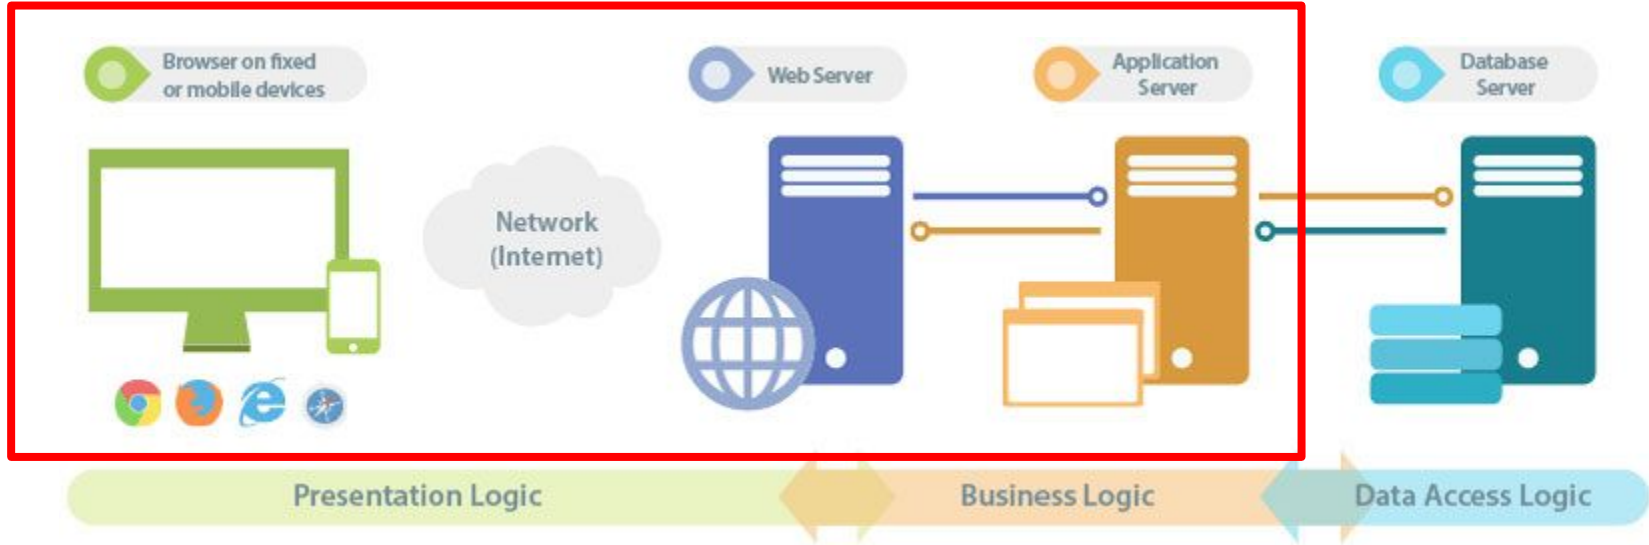 Browser on fixed
or mobile devices
Web Server
Application
Server
Database
Server
Network
(Internet)
Presentation Logic
Business Logic
Data Access Logic